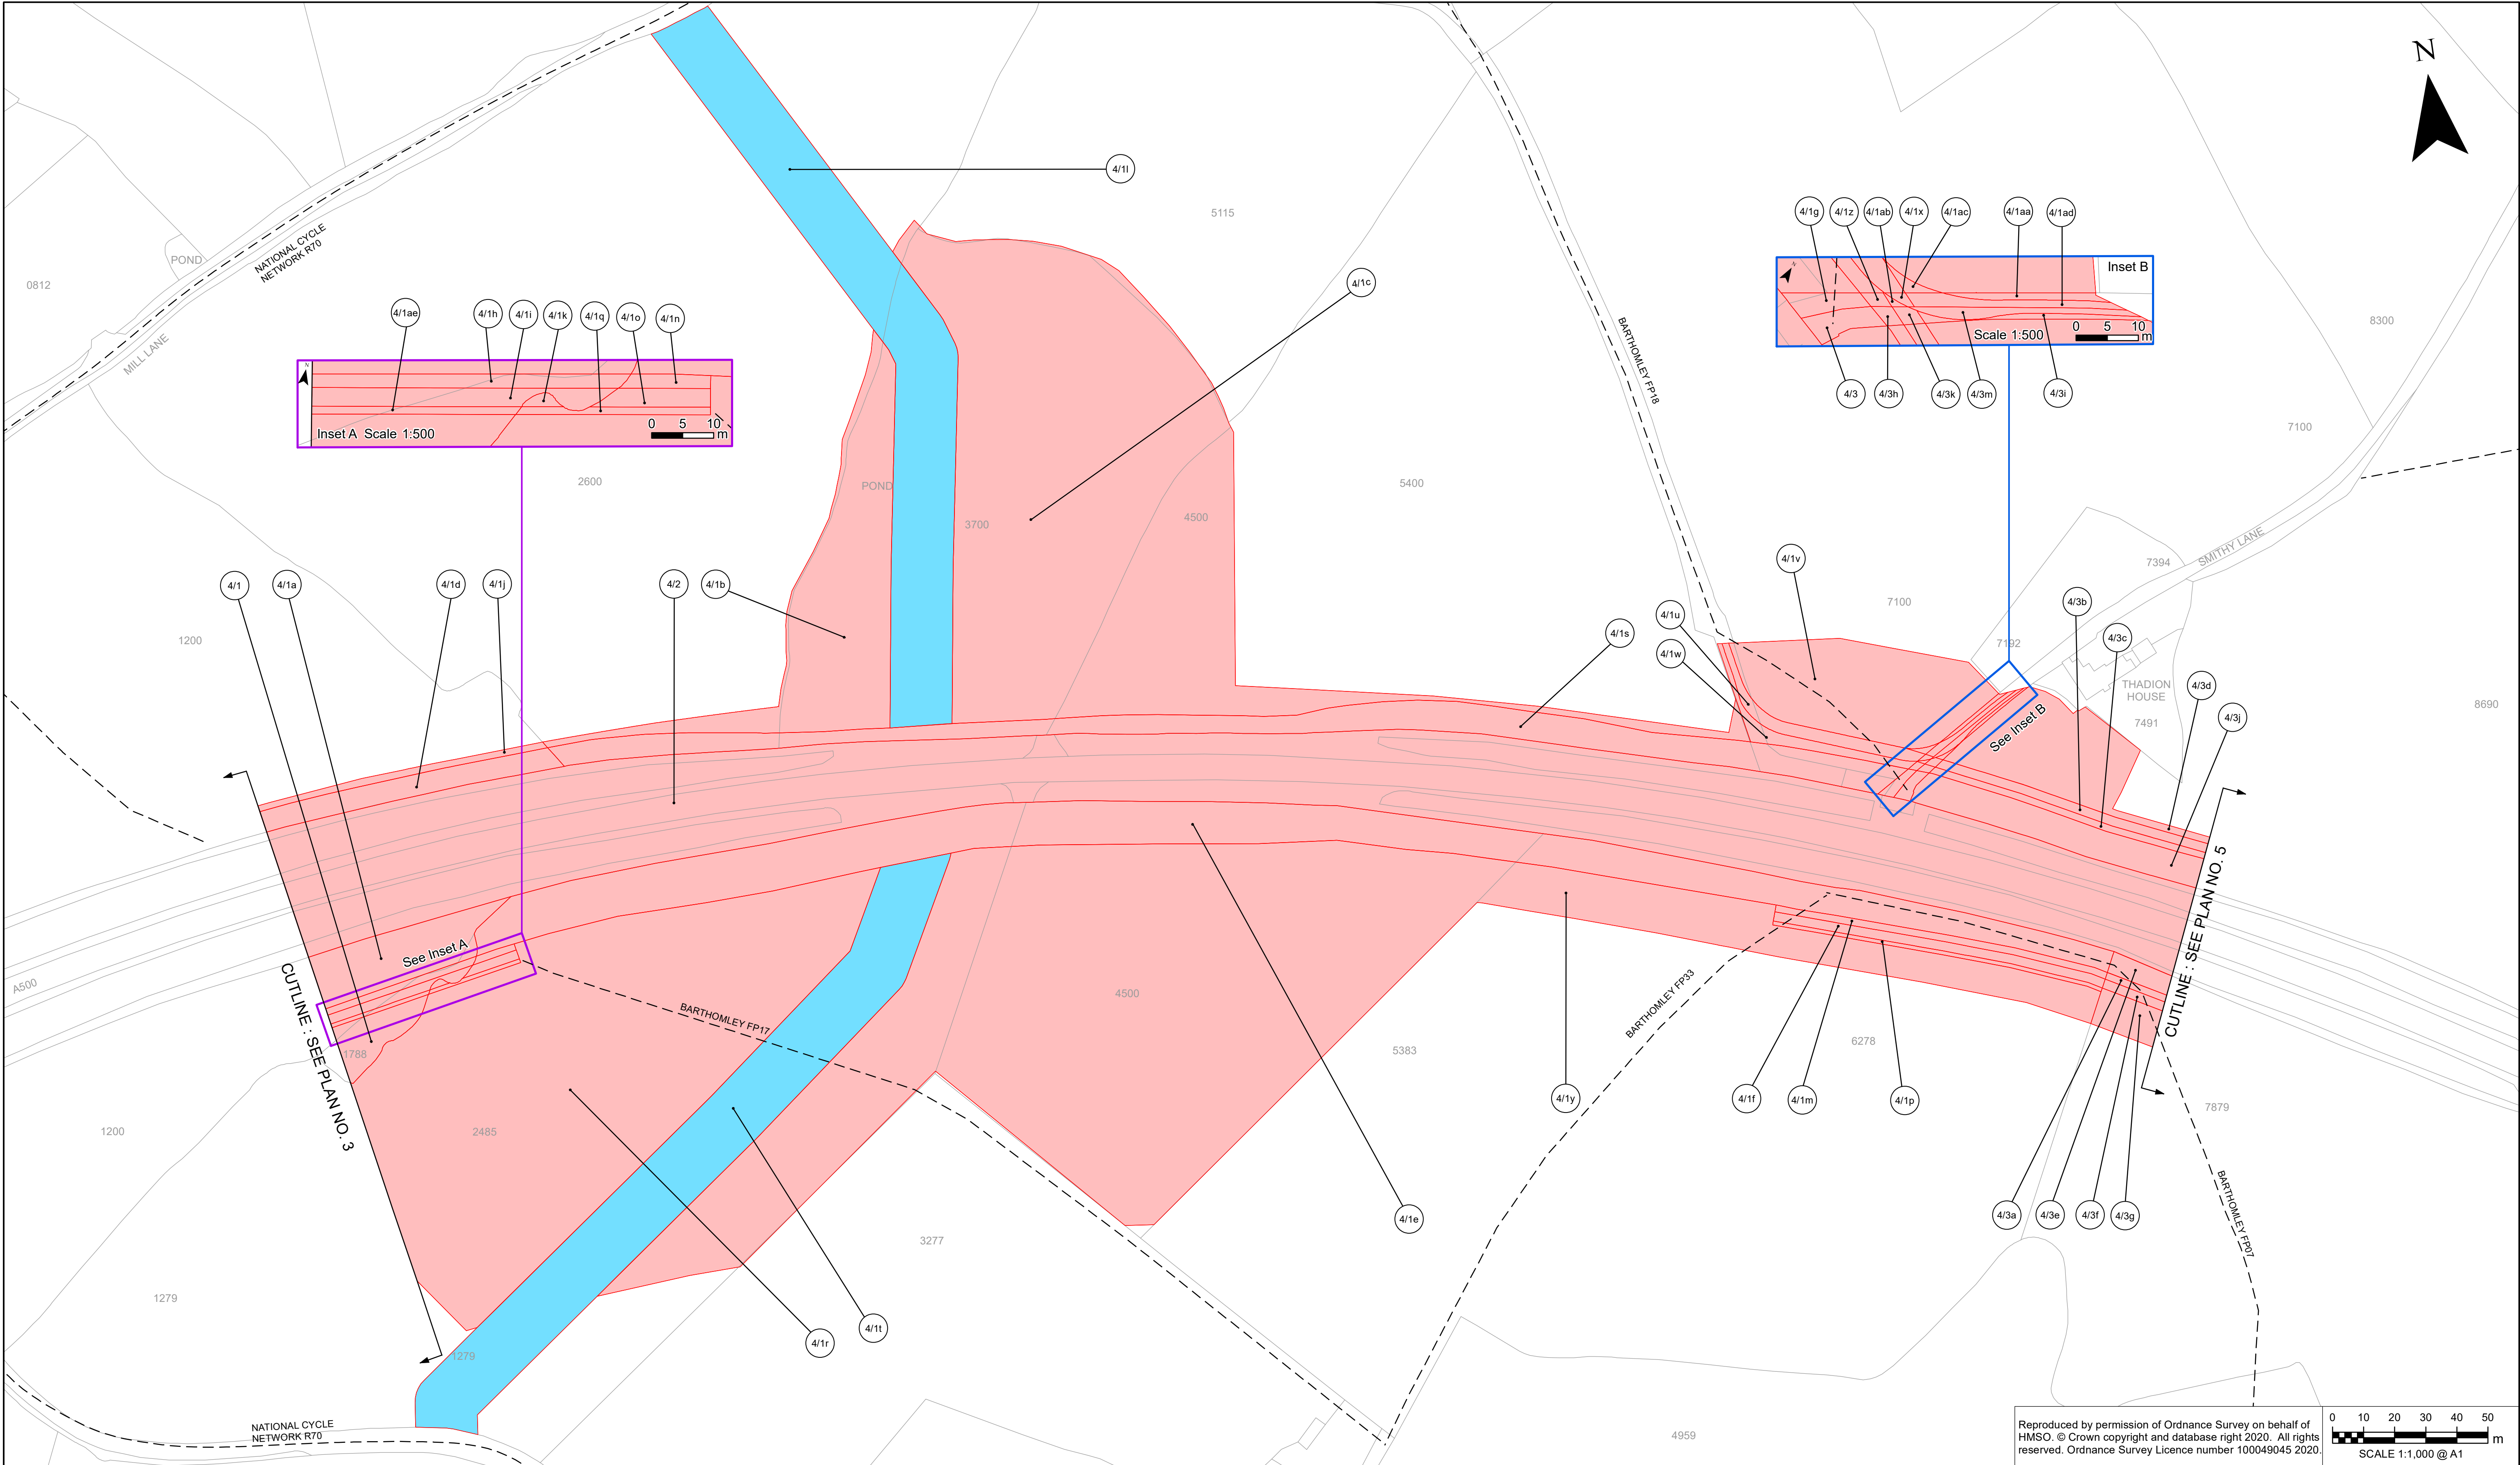 N
4/1l
5115
4/1g
4/1z
4/1ab
4/1x
4/1ac
4/1aa
4/1ad
NATIONAL CYCLE
NETWORK R70
POND
0812
MILL LANE
4/1c
N
Inset B
Scale 1:500
0 5 10
m
4/3
4/3h
4/3k
4/3m
4/3i
8300
7100
4/1ae
4/1h
4/1i
4/1k
4/1q
4/1o
4/1n
N
Inset A Scale 1:500
0 5 10
m
BARTHOMLEY FP18
2600
POND
3700
4500
5400
SMITHY LANE
7394
4/1
4/1a
4/1d
4/1j
4/2
4/1b
4/1v
7100
4/3b
1200
4/1s
4/1u
4/1w
7192
4/3c
THADION
HOUSE
7491
4/3d
4/3j
8690
See Inset B
See Inset A
A500
CUTLINE : SEE PLAN NO. 3
CUTLINE : SEE PLAN NO. 5
BARTHOMLEY FP17
4500
BARTHOMLEY FP33
1788
5383
6278
1200
2485
4/1y
4/1f
4/1m
4/1p
7879
4/1e
4/3a
4/3e
4/3f
4/3g
BARTHOMLEY FP07
3277
1279
4/1r
4/1t
1279
NATIONAL CYCLE
NETWORK R70
4959
Reproduced by permission of Ordnance Survey on behalf of
HMSO. © Crown copyright and database right 2020. All rights
reserved. Ordnance Survey Licence number 100049045 2020.
0 10 20 30 40 50
m
SCALE 1:1,000 @ A1